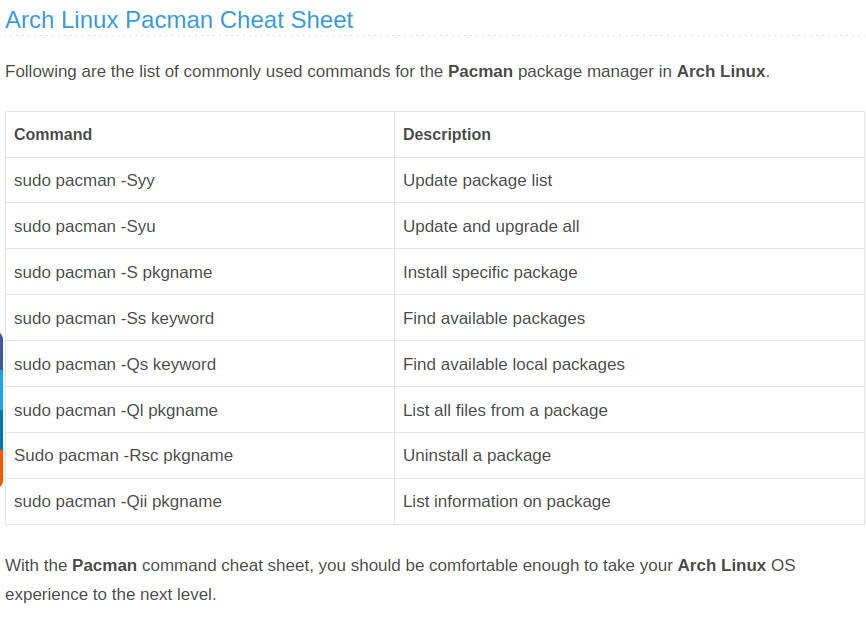 Arch Linux Pacman Cheat Sheet
Following are the list of commonly used commands for the Pacman package manager in Arch Linux.
Command Description
sudo pacman -Syy Update package list
sudo pacman -Syu Update and upgrade all
sudo pacman -S pkgname Install specific package
sudo pacman -Ss keyword Find available packages
sudo pacman -Qs keyword Find available local packages
sudo pacman -Ql pkgname List all files from a package
Sudo pacman -Rsc pkgname Uninstall a package
sudo pacman -Qii pkgname List information on package
With the Pacman command cheat sheet, you should be comfortable enough to take your Arch Linux OS
experience to the next level.